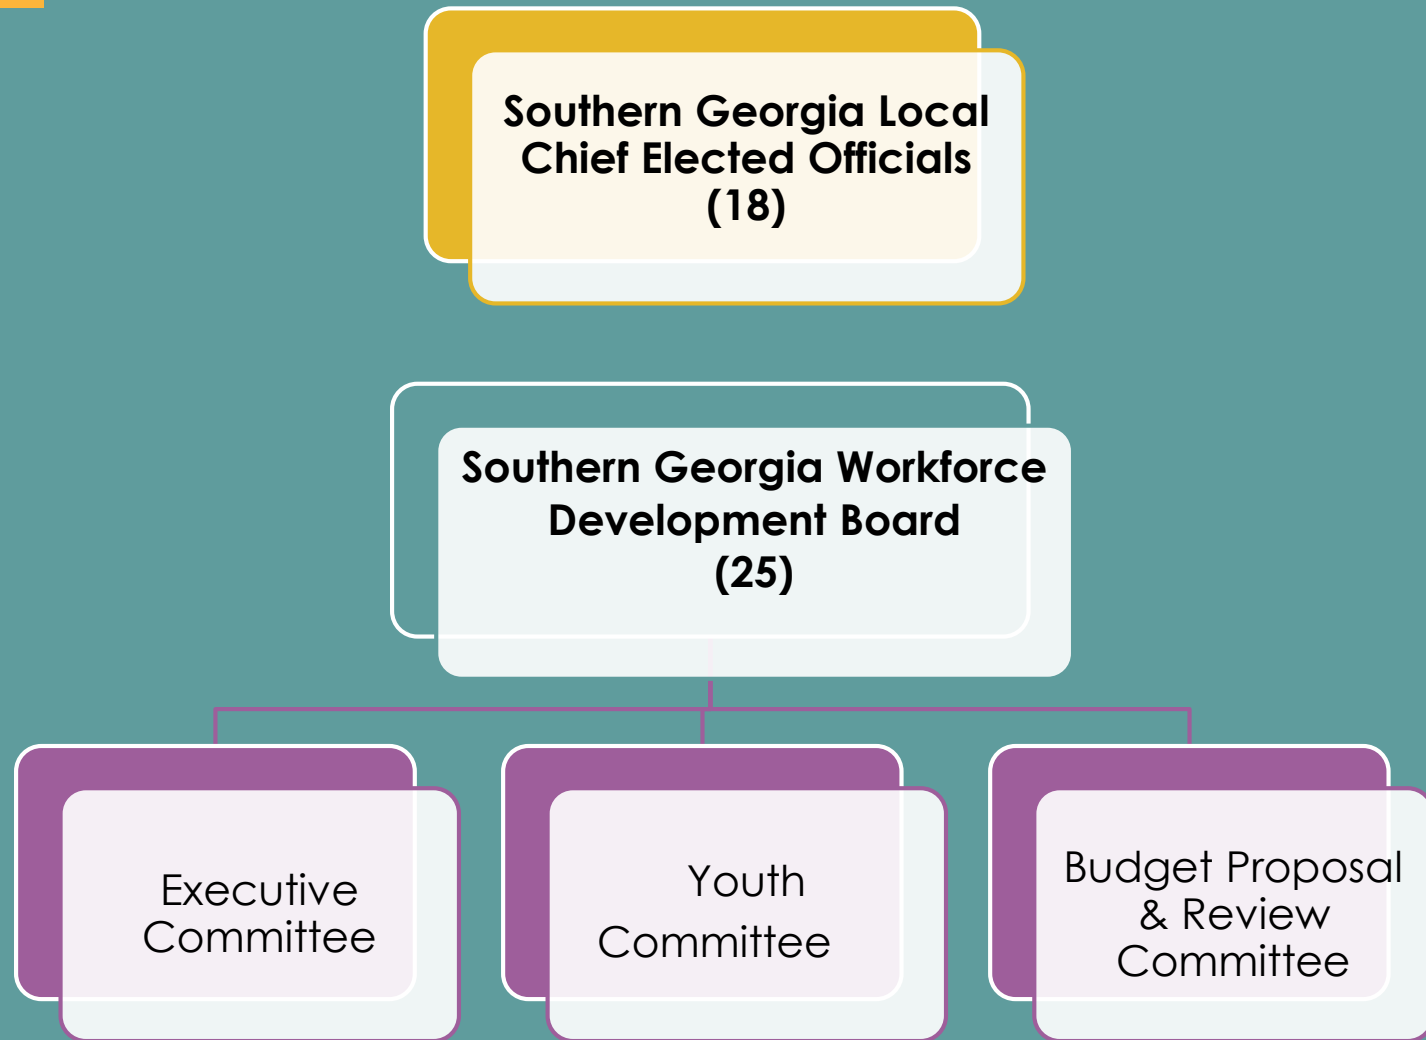 Southern Georgia Local
Chief Elected Officials
(18)
Southern Georgia Workforce
Development Board
(25)
Executive
Committee
Youth
Committee
Budget Proposal
& Review
Committee